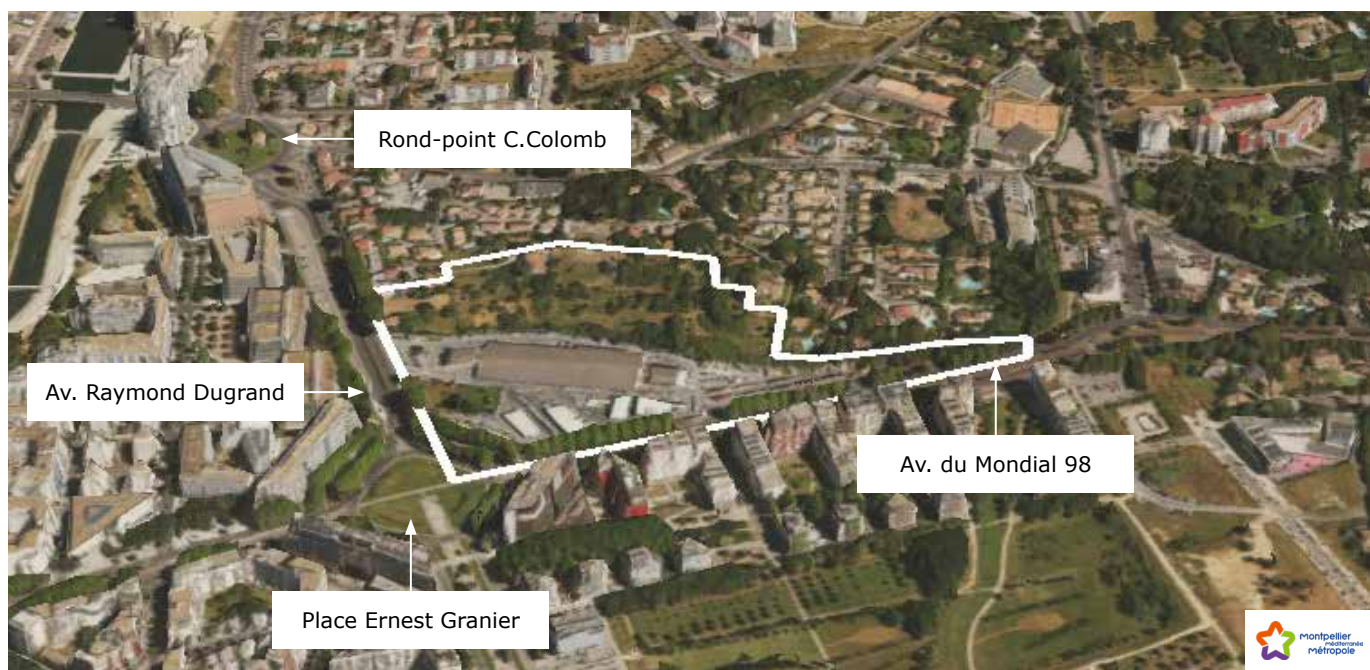 Rond-point C.Colomb
Av. Raymond Dugrand
Av. du Mondial 98
Place Ernest Granier
montpellier
méditerranée
métropole